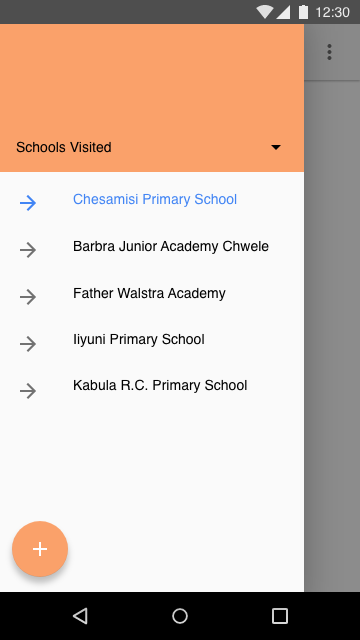 12:30
Schools Visited
Chesamisi Primary School
Barbra Junior Academy Chwele
Father Walstra Academy
Iiyuni Primary School
Kabula R.C. Primary School